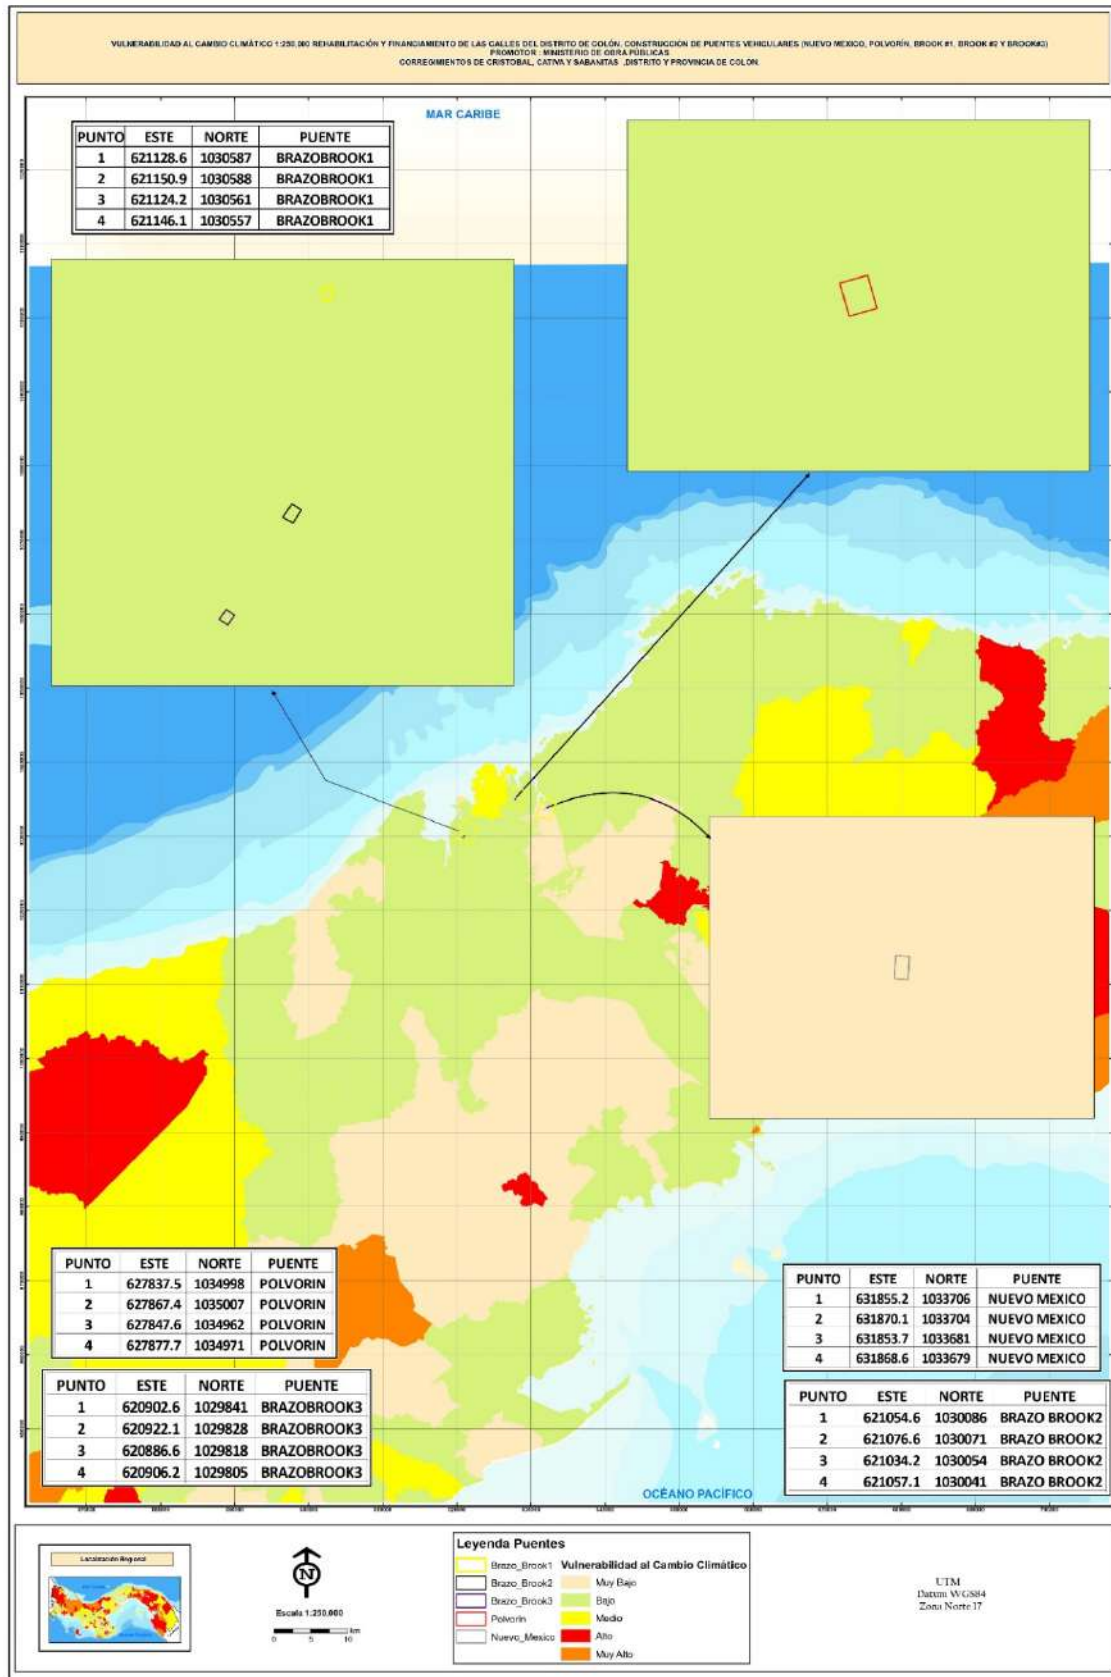 VULNERABILIDAD AL CAMBIO CLIMÁTICO 1:250,000 REHABILITACIÓN Y FINANCIAMIENTO DE LAS CALLES DEL DISTRITO DE COLÓN, CONSTRUCCIÓN DE PUENTES VEHICULARES (NUEVO MEXICO, POLVORÍN, BROOK #1, BROOK #2 Y BROOK#3)
PROMOTOR : MINISTERIO DE OBRA PÚBLICAS
CORREGIMIENTOS DE CRISTOBAL, CATIVA Y SABANITAS ,DISTRITO Y PROVINCIA DE COLÓN.
MAR CARIBE
PUNTO ESTE NORTE PUENTE
1 621128.6 1030587 BRAZOBROOK1
2 621150.9 1030588 BRAZOBROOK1
3 621124.2 1030561 BRAZOBROOK1
4 621146.1 1030557 BRAZOBROOK1
PUNTO ESTE NORTE PUENTE
1 627837.5 1034998 POLVORIN
2 627867.4 1035007 POLVORIN
3 627847.6 1034962 POLVORIN
4 627877.7 1034971 POLVORIN
PUNTO ESTE NORTE PUENTE
1 631855.2 1033706 NUEVO MEXICO
2 631870.1 1033704 NUEVO MEXICO
3 631853.7 1033681 NUEVO MEXICO
4 631868.6 1033679 NUEVO MEXICO
PUNTO ESTE NORTE PUENTE
1 620902.6 1029841 BRAZOBROOK3
2 620922.1 1029828 BRAZOBROOK3
3 620886.6 1029818 BRAZOBROOK3
4 620906.2 1029805 BRAZOBROOK3
PUNTO ESTE NORTE PUENTE
1 621054.6 1030086 BRAZO BROOK2
2 621076.6 1030071 BRAZO BROOK2
3 621034.2 1030054 BRAZO BROOK2
4 621057.1 1030041 BRAZO BROOK2
OCÉANO PACÍFICO
Localización Regional
N
Escala 1:250,000
0 5 10 km
Leyenda Puentes
Brazo_Brook1
Brazo_Brook2
Brazo_Brook3
Polvorin
Nuevo_Mexico
Vulnerabilidad al Cambio Climático
Muy Bajo
Bajo
Medio
Alto
Muy Alto
UTM
Datum WGS84
Zona Norte 17